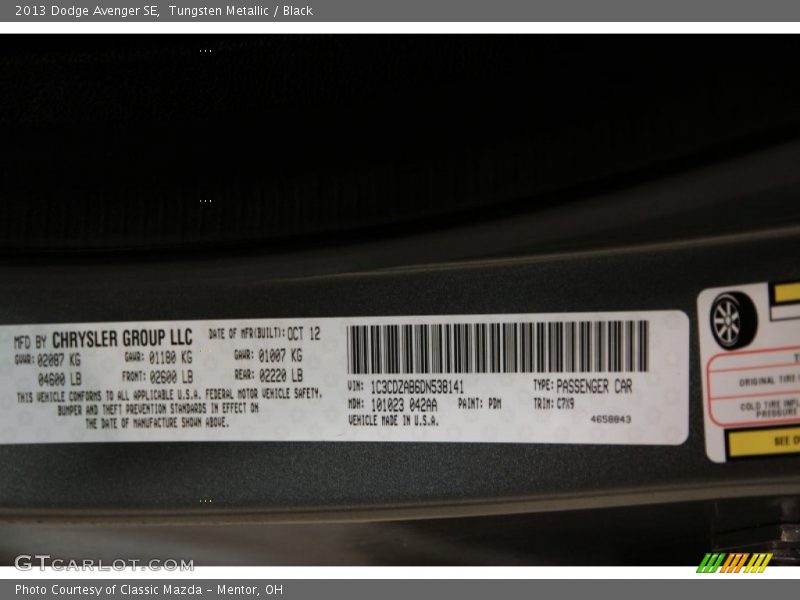 2013 Dodge Avenger SE,  Tungsten Metallic / Black
MFD BY CHRYSLER GROUP LLC
DATE OF MFR(BUILT): OCT 12
GVWR: 02087 KG
GAWR: 01180 KG
GAWR: 01007 KG
04600 LB
FRONT: 02600 LB
REAR: 02220 LB
THIS VEHICLE CONFORMS TO ALL APPLICABLE U.S.A. FEDERAL MOTOR VEHICLE SAFETY,
BUMPER AND THEFT PREVENTION STANDARDS IN EFFECT ON
THE DATE OF MANUFACTURE SHOWN ABOVE.
VIN: 1C3CDZAB6DN538141
TYPE: PASSENGER CAR
MDH: 101023 042AA
PAINT: PDM
TRIM: C7X9
VEHICLE MADE IN U.S.A.
4658843
ORIGINAL TIRE
COLD TIRE
PRESSURE
SEE
GTCARLOT.COM
Photo Courtesy of Classic Mazda - Mentor, OH